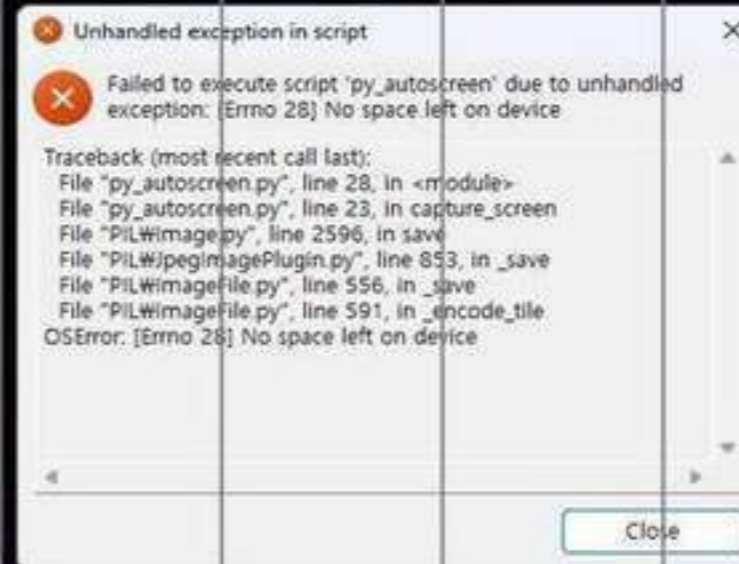 Unhandled exception in script
Failed to execute script 'py_autoscreen' due to unhandled
exception: [Errno 28] No space left on device
Traceback (most recent call last):
File "py_autoscreen.py", line 28, in <module>
File "py_autoscreen.py", line 23, in capture_screen
File "PIL₩Image.py", line 2596, in save
File "PIL₩JpegImagePlugin.py", line 853, in _save
File "PIL₩ImageFile.py", line 556, in _save
File "PIL₩ImageFile.py", line 591, in _encode_tile
OSError: [Errno 28] No space left on device
Close